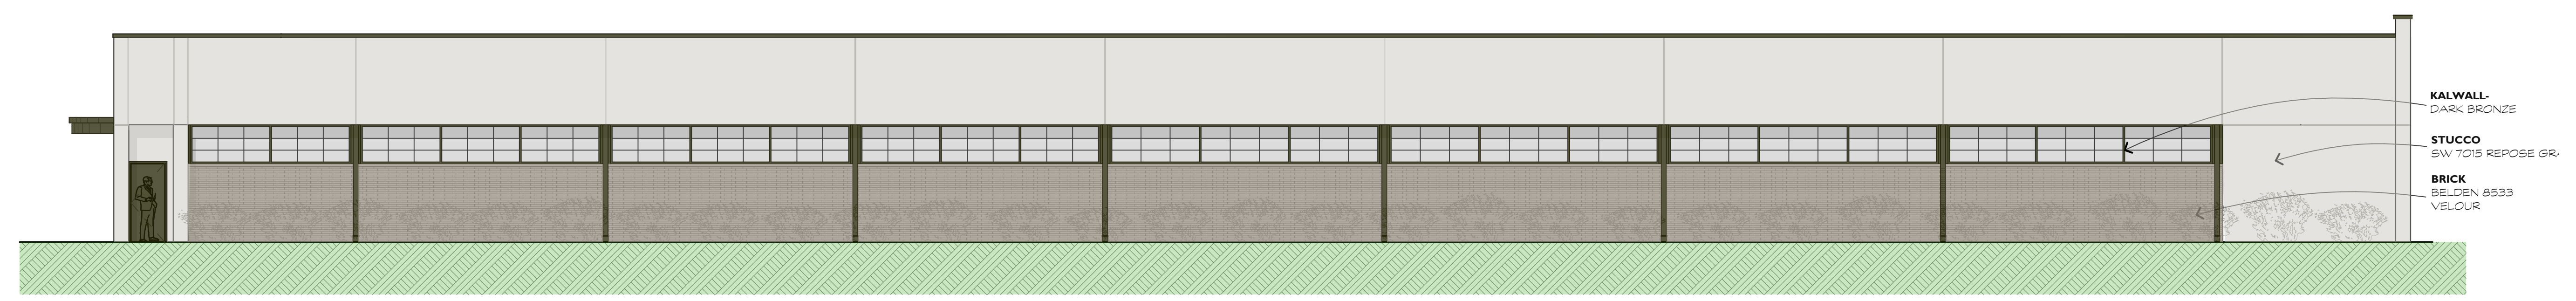 KALWALL-
DARK BRONZE
STUCCO
SW 7015 REPOSE GR
BRICK
BELDEN 8533
VELOUR